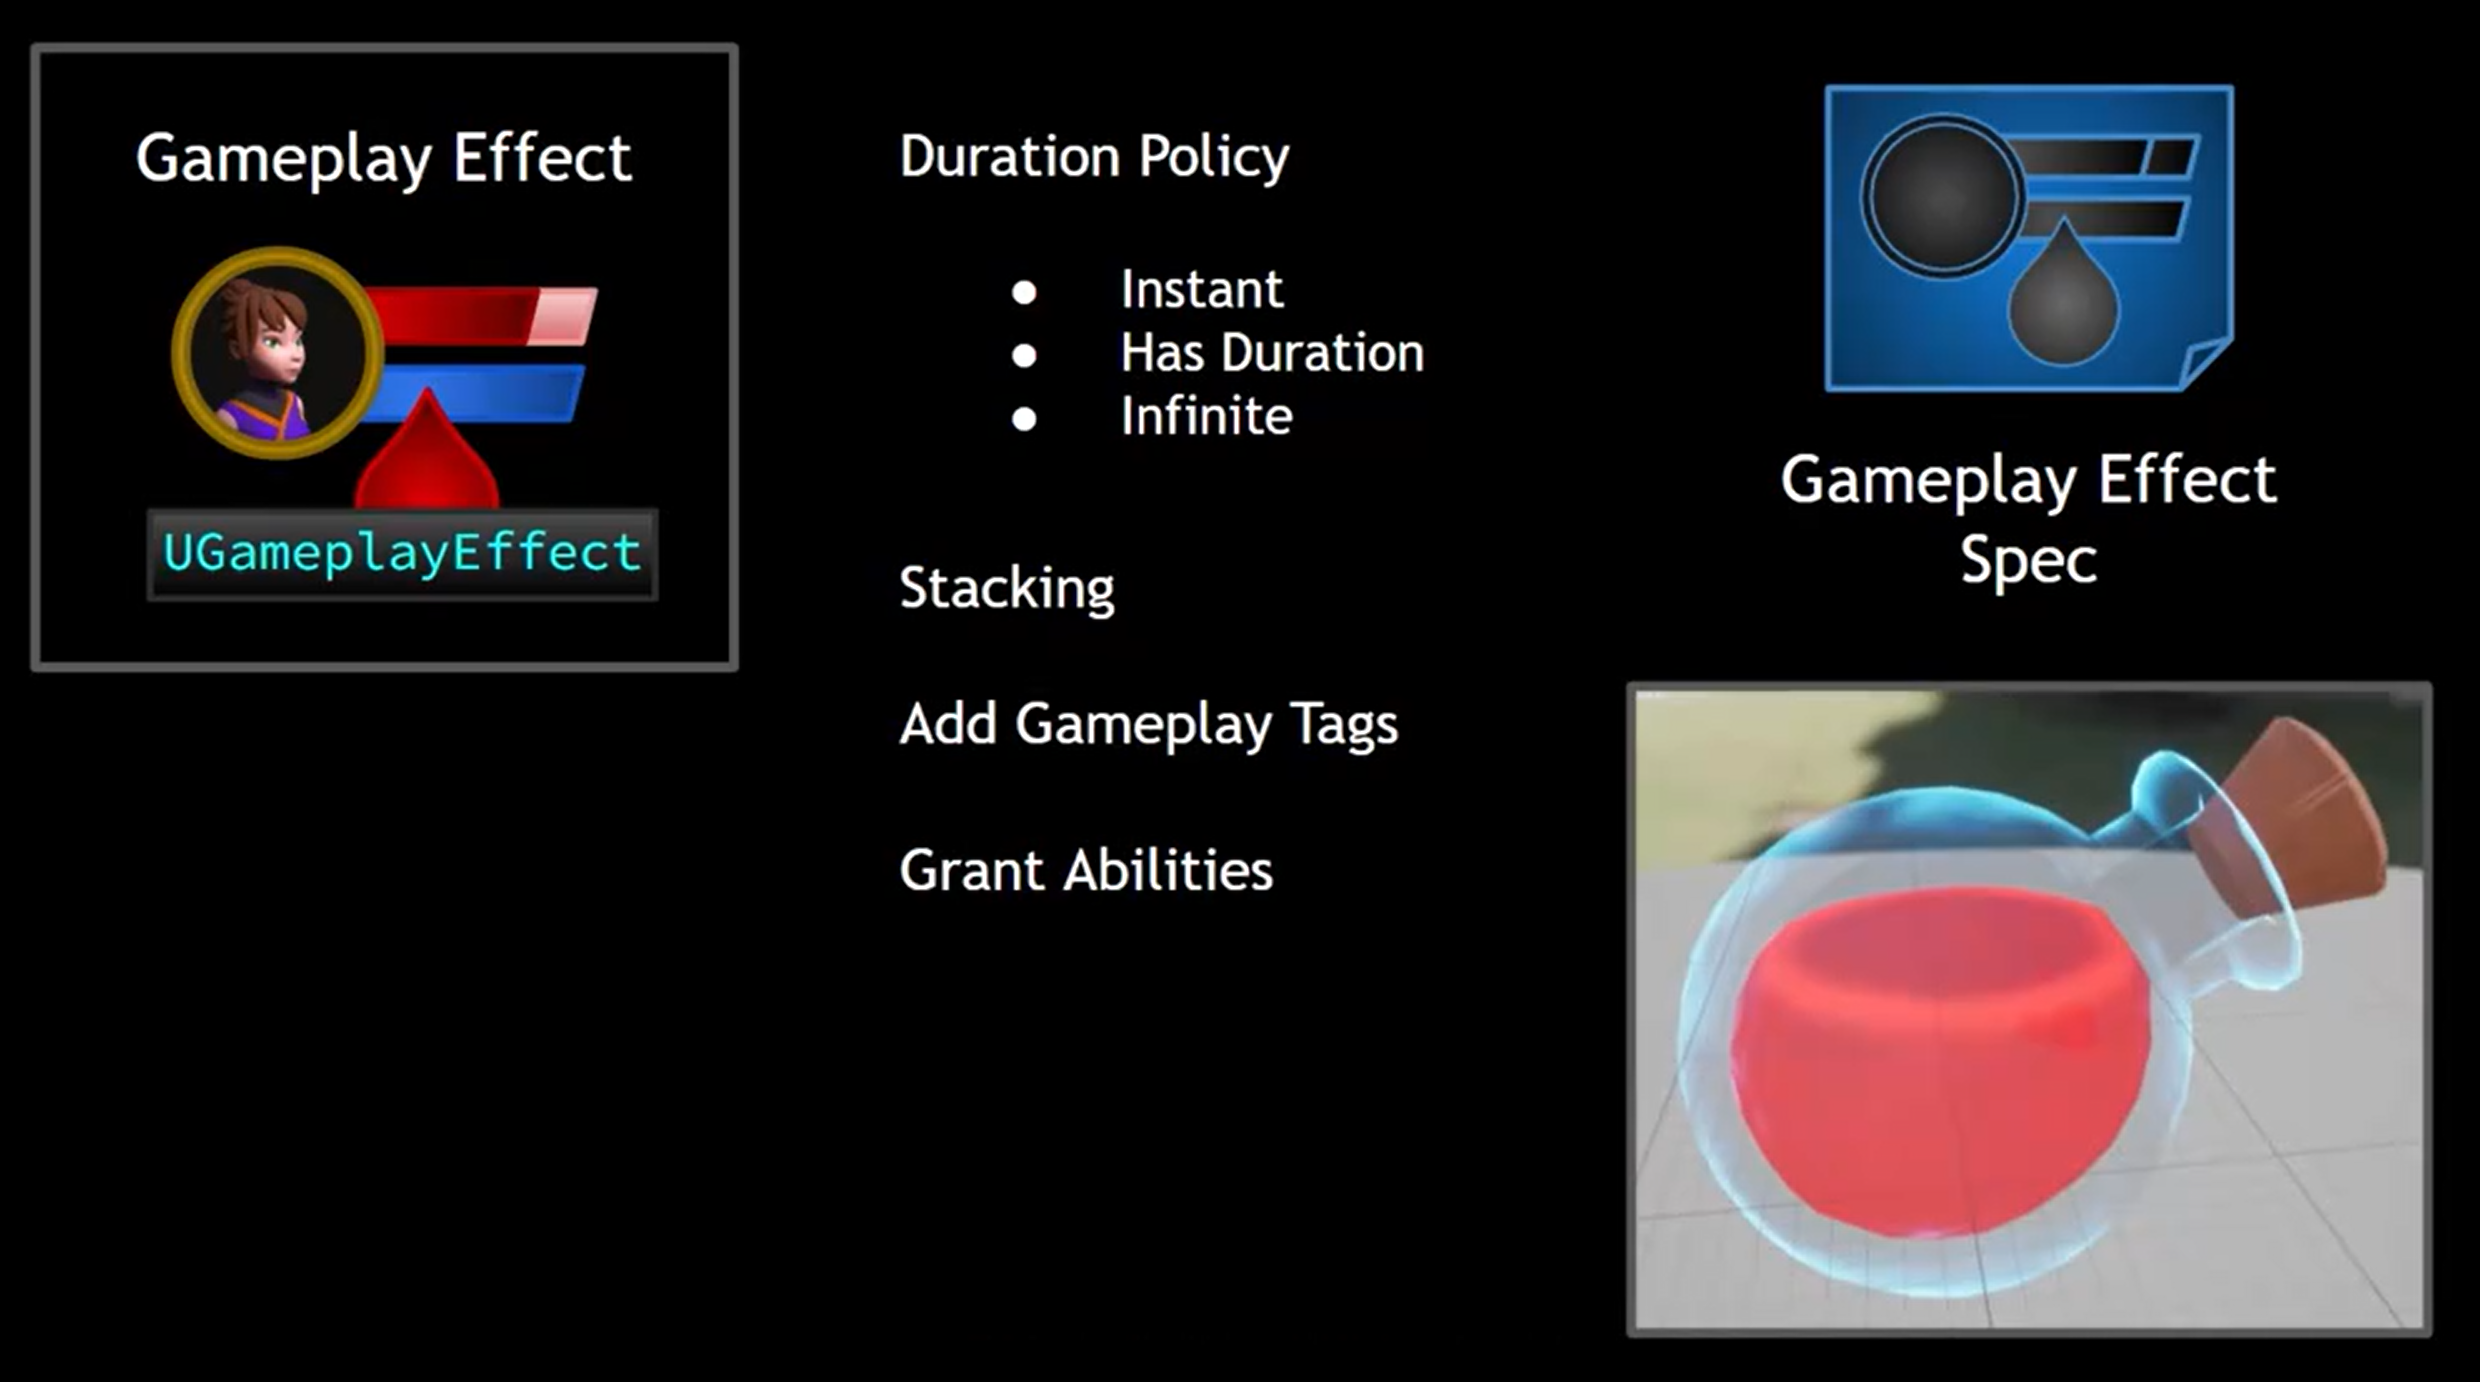 Gameplay Effect
UGameplayEffect
Duration Policy
● Instant
● Has Duration
● Infinite
Stacking
Add Gameplay Tags
Grant Abilities
Gameplay Effect
Spec